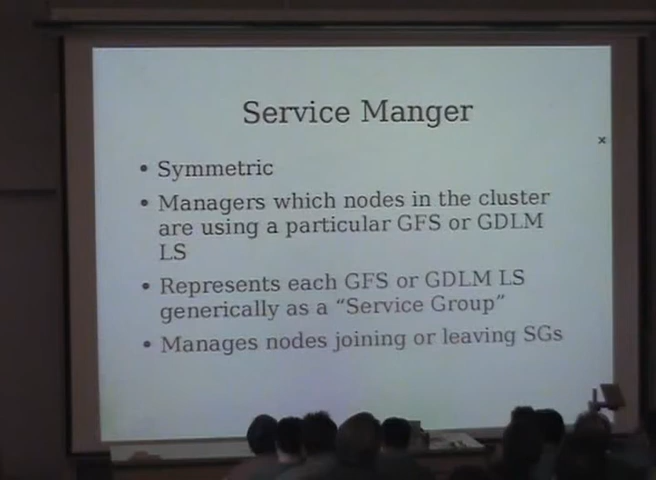 Service Manger
• Symmetric
• Managers which nodes in the cluster
are using a particular GFS or GDLM
LS
• Represents each GFS or GDLM LS
generically as a “Service Group”
• Manages nodes joining or leaving SGs